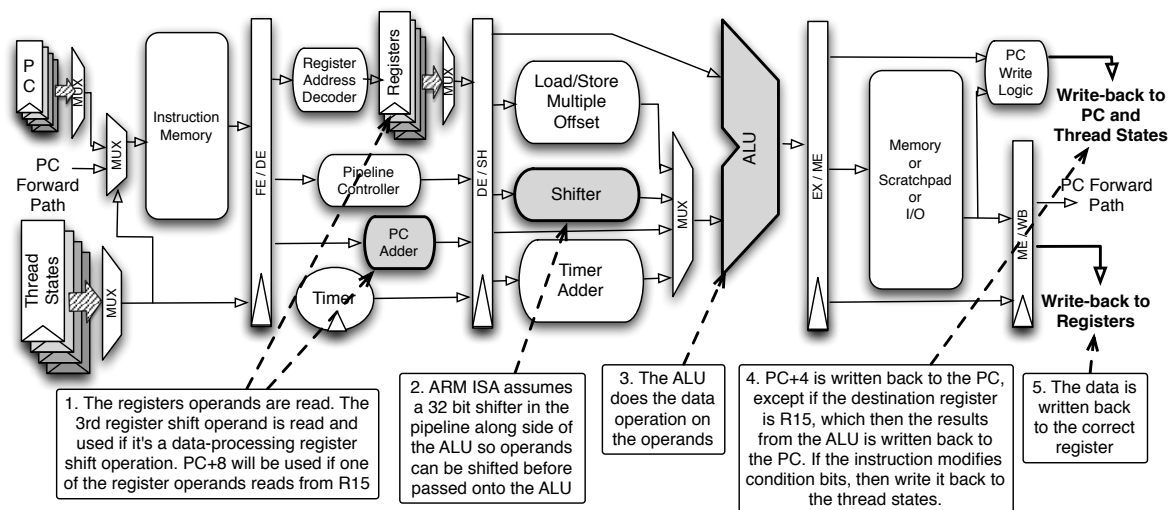 PC
MUX
PC
Forward
Path
MUX
Thread
States
MUX
Instruction
Memory
FE / DE
Register
Address
Decoder
Registers
MUX
Pipeline
Controller
PC
Adder
Timer
DE / SH
Load/Store
Multiple
Offset
Shifter
Timer
Adder
MUX
ALU
EX / ME
Memory
or
Scratchpad
or
I/O
PC
Write
Logic
ME / WB
Write-back to
PC and
Thread States
PC Forward
Path
Write-back to
Registers
1. The registers operands are read. The
3rd register shift operand is read and
used if it's a data-processing register
shift operation. PC+8 will be used if one
of the register operands reads from R15
2. ARM ISA assumes
a 32 bit shifter in the
pipeline along side of
the ALU so operands
can be shifted before
passed onto the ALU
3. The ALU
does the data
operation on
the operands
4. PC+4 is written back to the PC,
except if the destination register
is R15, which then the results
from the ALU is written back to
the PC. If the instruction modifies
condition bits, then write it back to
the thread states.
5. The data is
written back
to the correct
register